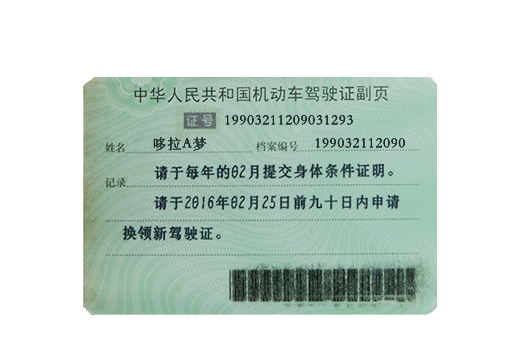 中华人民共和国机动车驾驶证副页
证号 19903211209031293
姓名 哆拉A梦 档案编号 199032112090
记录 请于每年的02月提交身体条件证明。
请于2016年02月25日前九十日内申请
换领新驾驶证。